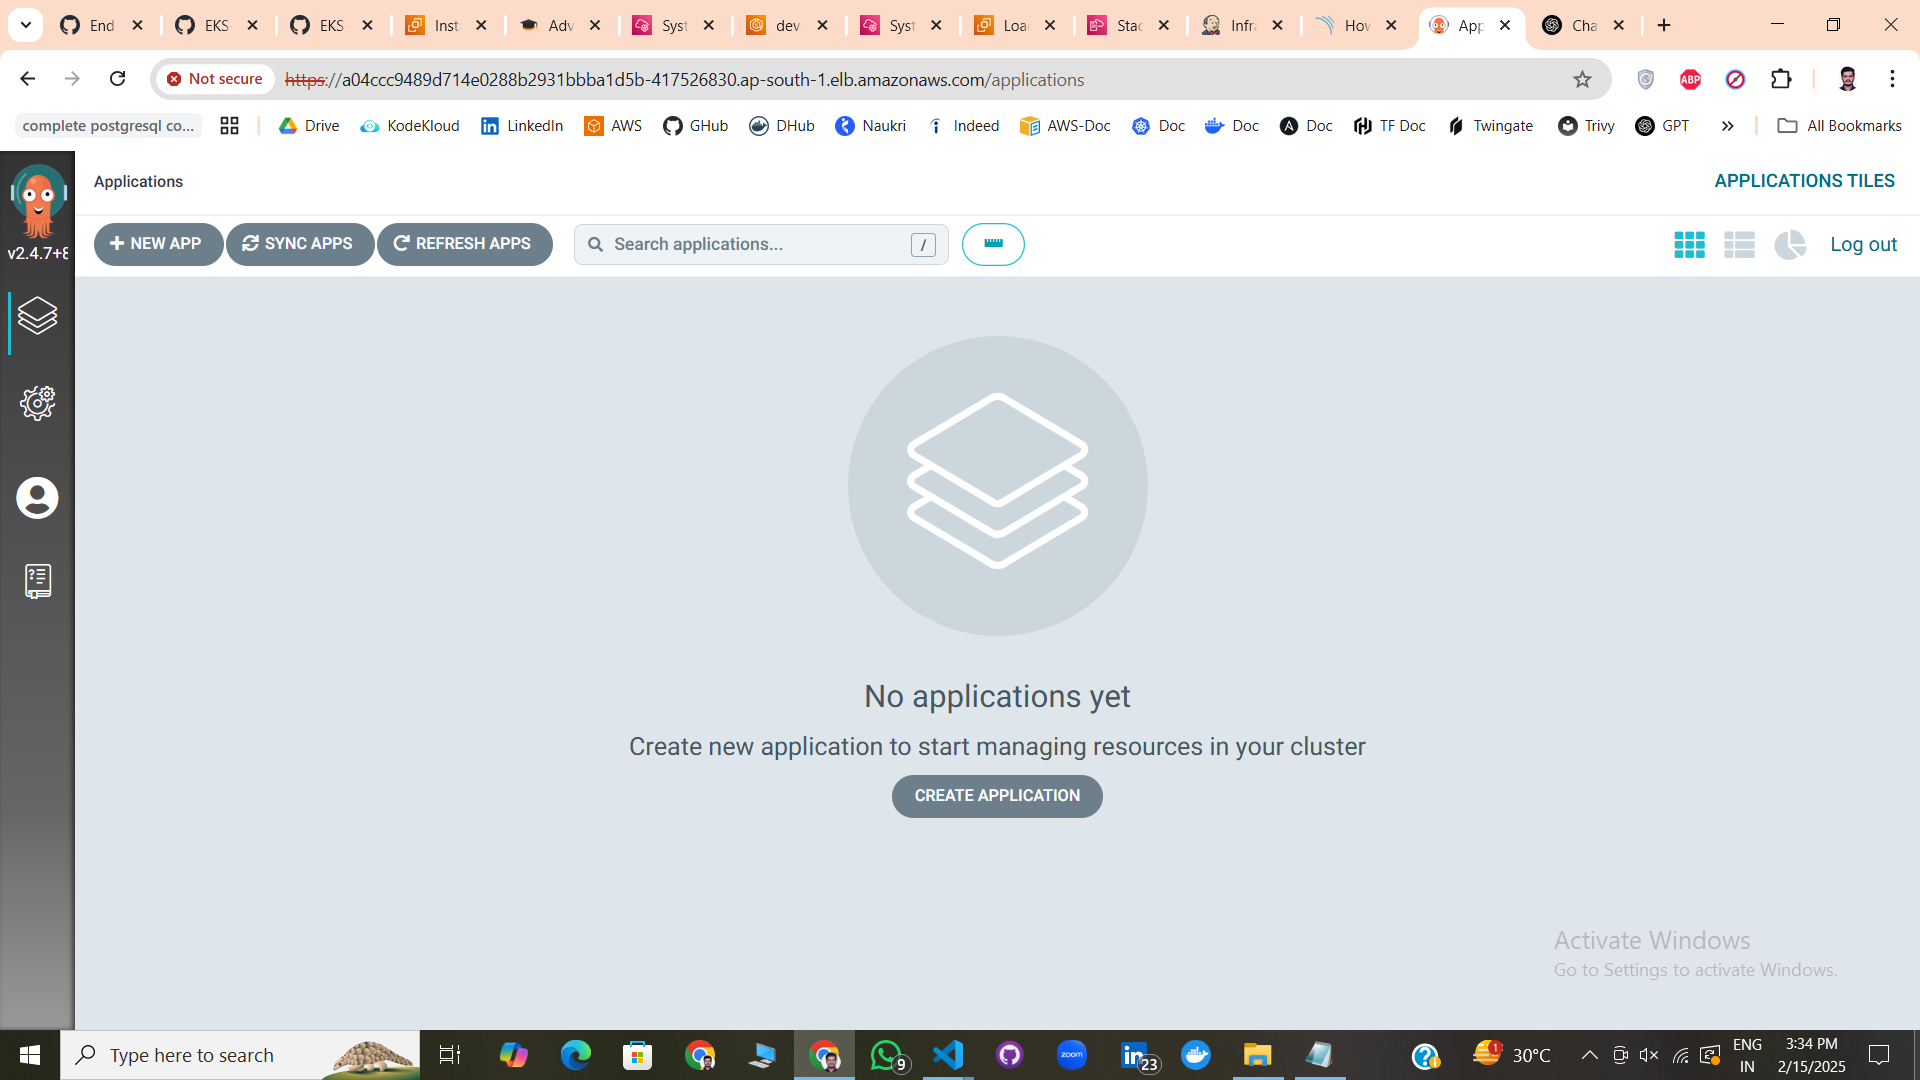 End
EKS
EKS
Inst
Adv
Syst
dev
Syst
Loa
Stac
Infra
How
App
Cha
Not secure
https://a04ccc9489d714e0288b2931bbba1d5b-417526830.ap-south-1.elb.amazonaws.com/applications
ABP
complete postgresql co...
Drive
KodeKloud
LinkedIn
AWS
GHub
DHub
Naukri
Indeed
AWS-Doc
Doc
Doc
Doc
TF Doc
Twingate
Trivy
GPT
All Bookmarks
v2.4.7+8
Applications
APPLICATIONS TILES
NEW APP
SYNC APPS
REFRESH APPS
Search applications...
/
Log out
No applications yet
Create new application to start managing resources in your cluster
CREATE APPLICATION
Activate Windows
Go to Settings to activate Windows.
Type here to search
9
zoom
23
1
30°C
ENG
IN
3:34 PM
2/15/2025